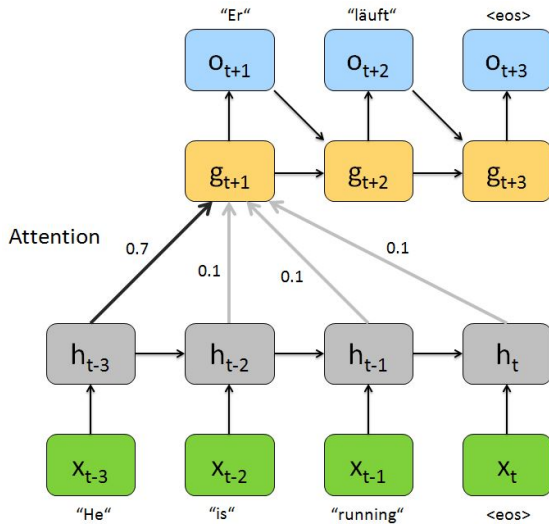 “Er“ “läuft“ <eos>
o_{t+1} o_{t+2} o_{t+3}
g_{t+1} g_{t+2} g_{t+3}
Attention
0.7 0.1 0.1 0.1
h_{t-3} h_{t-2} h_{t-1} h_t
x_{t-3} x_{t-2} x_{t-1} x_t
“He“ “is“ “running“ <eos>